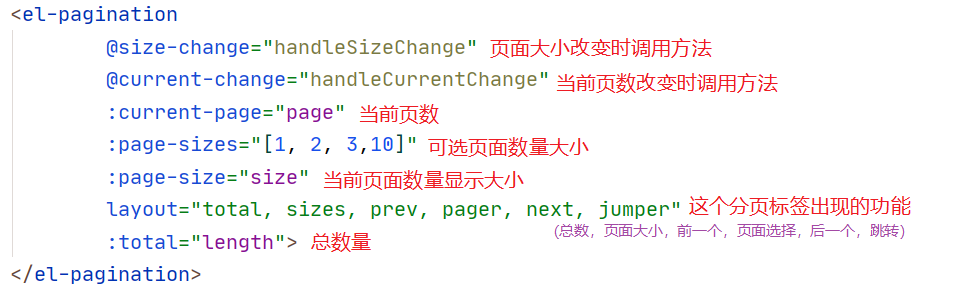 <el-pagination
@size-change="handleSizeChange" 页面大小改变时调用方法
@current-change="handleCurrentChange" 当前页数改变时调用方法
:current-page="page" 当前页数
:page-sizes="[1, 2, 3,10]" 可选页面数量大小
:page-size="size" 当前页面数量显示大小
layout="total, sizes, prev, pager, next, jumper" 这个分页标签出现的功能
(总数，页面大小，前一个，页面选择，后一个，跳转)
:total="length"> 总数量
</el-pagination>